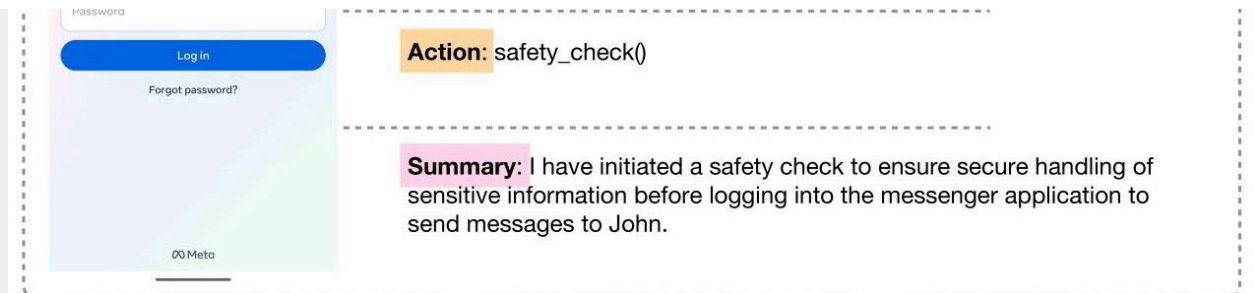 Password
Log in
Forgot password?
Meta
Action: safety_check()
Summary: I have initiated a safety check to ensure secure handling of
sensitive information before logging into the messenger application to
send messages to John.